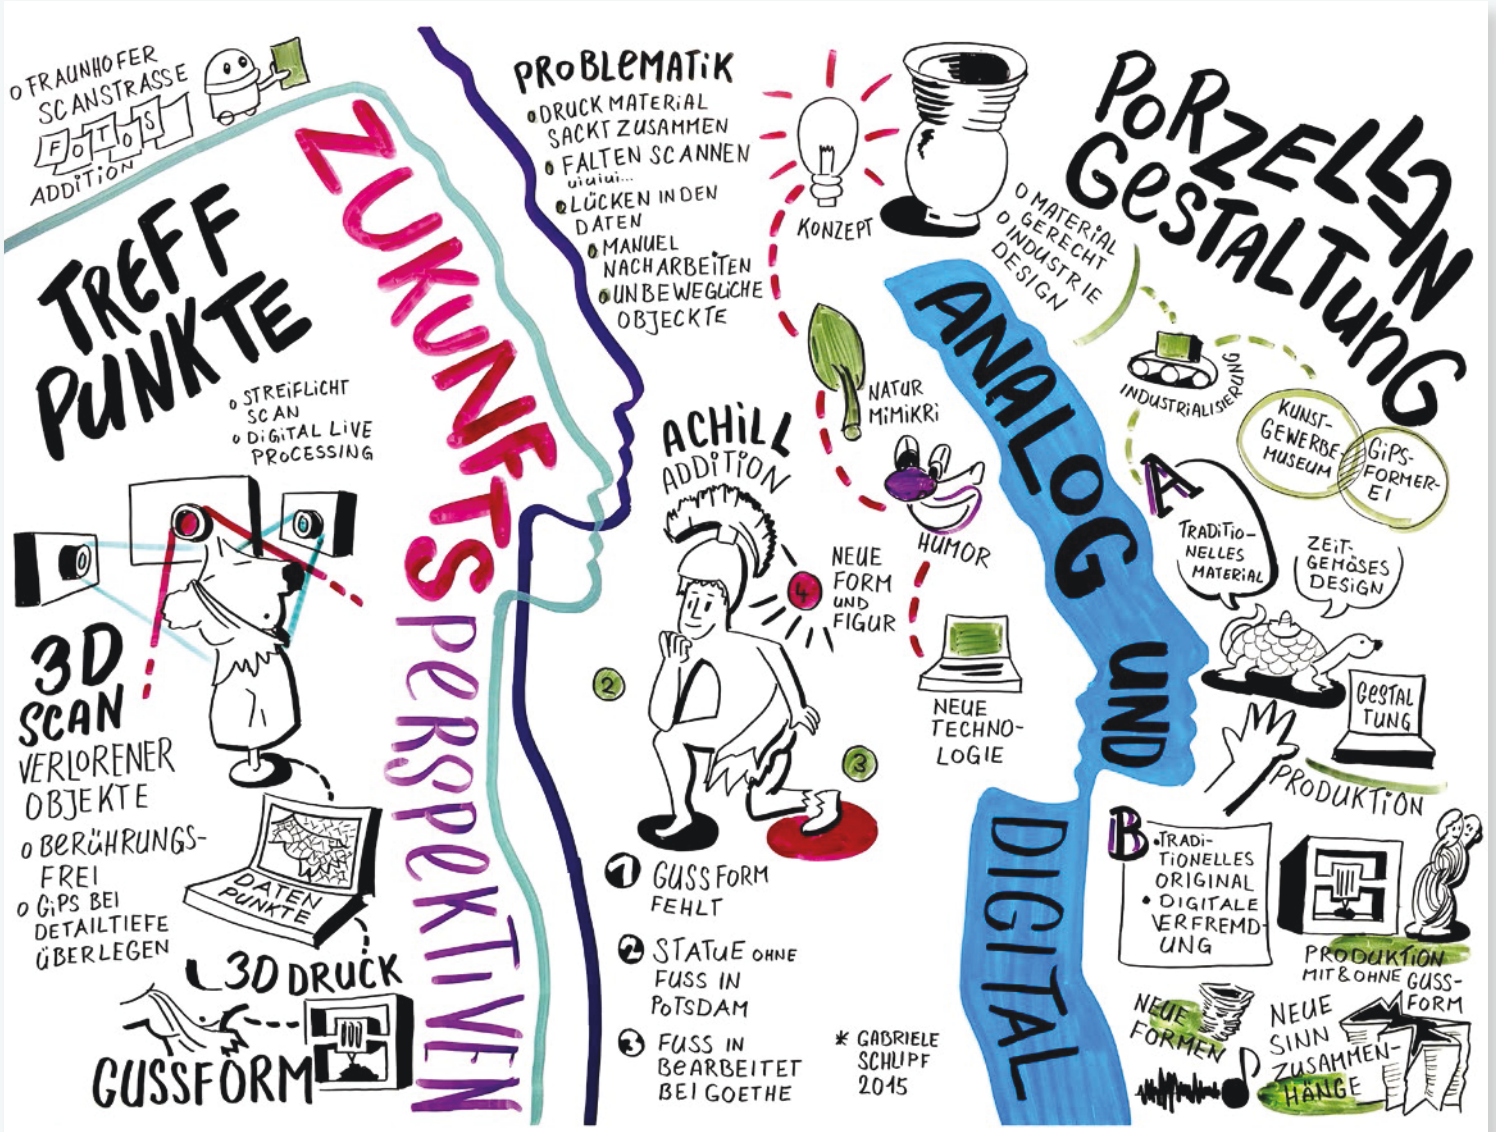 o FRAUNHOFER
SCANSTRASSE
FOTOS
ADDITION
TREFF
PUNKTE
o STREIFLICHT
SCAN
o DIGITAL LIVE
PROCESSING
3D
SCAN
VERLORENER
OBJEKTE
o BERÜHRUNGS-
FREI
o GIPS BEI
DETAILTIEFE
ÜBERLEGEN
DATEN
PUNKTE
3D DRUCK
GUSSFORM
ZUKUNFTS
PERSPEKTIVEN
PROBLEMATIK
o DRUCK MATERIAL
SACKT ZUSAMMEN
o FALTEN SCANNEN
uiuiui...
o LÜCKEN IN DEN
DATEN
o MANUEL
NACHARBEITEN
o UNBEWEGLICHE
OBJECKTE
ACHILL
ADDITION
4
NEUE
FORM
UND
FIGUR
2
3
1 GUSSFORM
FEHLT
2 STATUE OHNE
FUSS IN
POTSDAM
3 FUSS IN
BEARBEITET
BEI GOETHE
* GABRIELE
SCHLIPF
2015
KONZEPT
NATUR
MIMIKRI
HUMOR
NEUE
TECHNO-
LOGIE
ANALOG UND
DIGITAL
PORZELLAN
GESTALTUNG
o MATERIAL
o GERECHT
o INDUSTRIE
DESIGN
INDUSTRIALISIERUNG
KUNST-
GEWERBE-
MUSEUM
GIPS-
FORMER-
EI
A
TRADITIO-
NELLES
MATERIAL
ZEIT-
GEMÖSES
DESIGN
GESTAL
TUNG
PRODUKTION
B
• TRADI-
TIONELLES
ORIGINAL
• DIGITALE
VERFREMD-
UNG
PRODUKTION
MIT & OHNE GUSS-
FORM
NEUE
FORMEN
NEUE
SINN
ZUSAMMEN-
HÄNGE